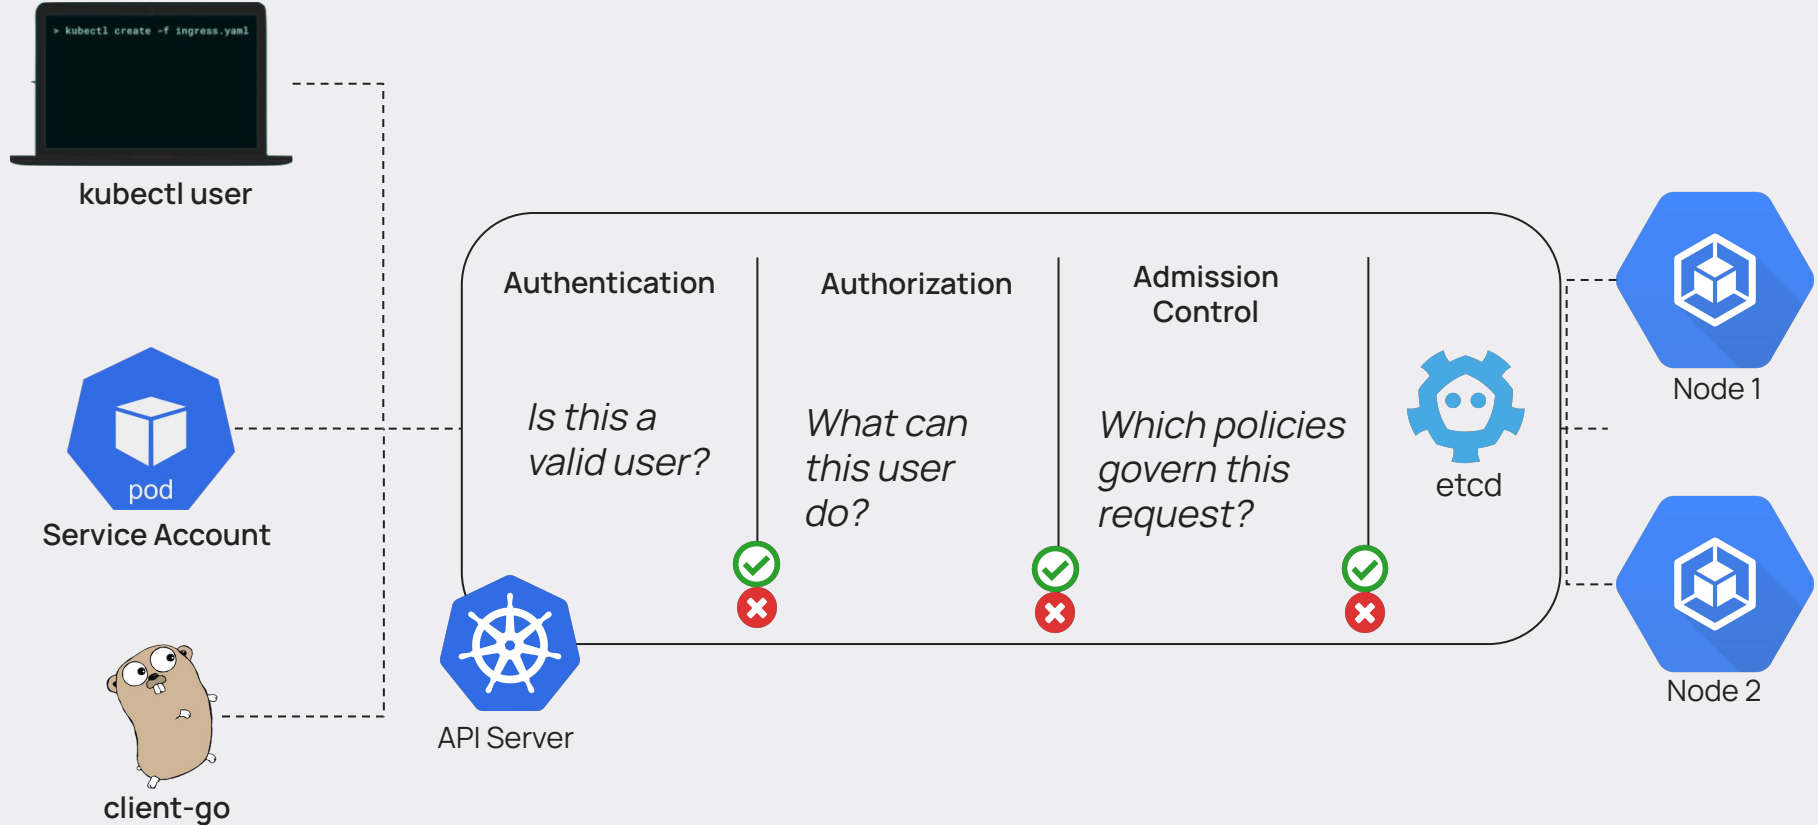 > kubectl create -f ingress.yaml
kubectl user
pod
Service Account
client-go
API Server
Authentication
Is this a
valid user?
Authorization
What can
this user
do?
Admission
Control
Which policies
govern this
request?
etcd
Node 1
Node 2